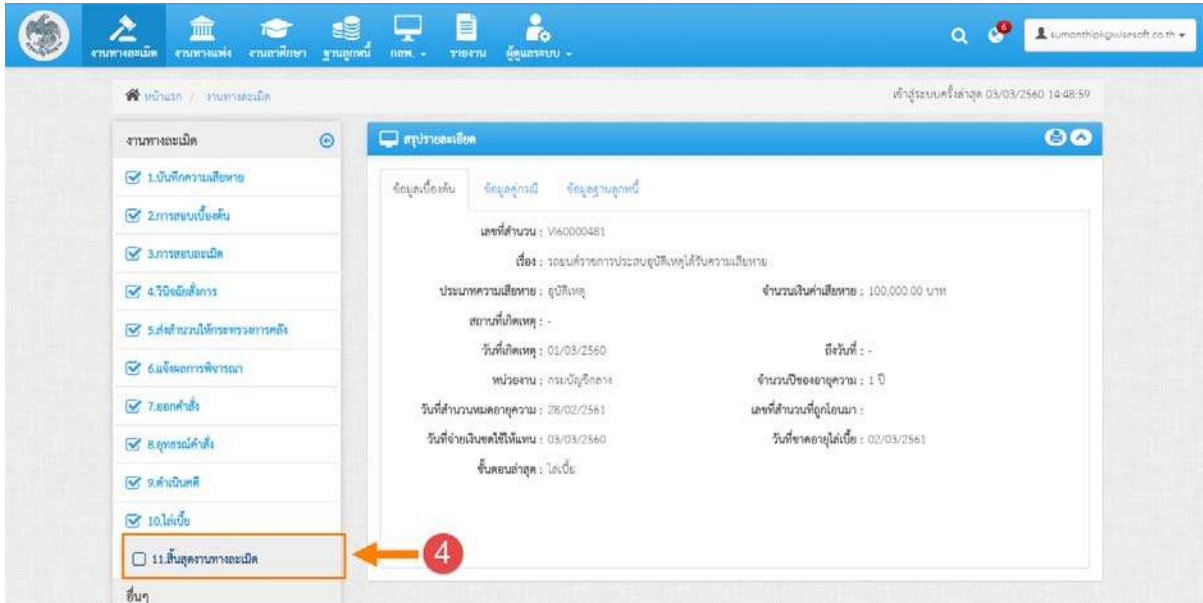 งานทางละเมิด งานทางแพ่ง งานอาศึกษา ฐานลูกหนี้ กลพ. รายงาน ผู้ดูแลระบบ 6 sumonthipk@wisesoft.co.th
หน้าแรก / งานทางละเมิด เข้าสู่ระบบครั้งล่าสุด 03/03/2560 14:48:59
งานทางละเมิด
สรุปรายละเอียด
1.บันทึกความเสียหาย
2.การสอบเบื้องต้น
3.การสอบละเมิด
4.วินิจฉัยสั่งการ
5.ส่งสำนวนให้กระทรวงการคลัง
6.แจ้งผลการพิจารณา
7.ออกคำสั่ง
8.อุทธรณ์คำสั่ง
9.ดำเนินคดี
10.ไล่เบี้ย
11.สิ้นสุดงานทางละเมิด
อื่นๆ
ข้อมูลเบื้องต้น ข้อมูลคู่กรณี ข้อมูลฐานลูกหนี้
เลขที่สำนวน : VI60000481
เรื่อง : รถยนต์ราชการประสบอุบัติเหตุได้รับความเสียหาย
ประเภทความเสียหาย : อุบัติเหตุ จำนวนเงินค่าเสียหาย : 100,000.00 บาท
สถานที่เกิดเหตุ : -
วันที่เกิดเหตุ : 01/03/2560 ถึงวันที่ : -
หน่วยงาน : กรมบัญชีกลาง จำนวนปีของอายุความ : 1 ปี
วันที่สำนวนหมดอายุความ : 28/02/2561 เลขที่สำนวนที่ถูกโอนมา :
วันที่จ่ายเงินชดใช้ให้แทน : 03/03/2560 วันที่ขาดอายุไล่เบี้ย : 02/03/2561
ขั้นตอนล่าสุด : ไล่เบี้ย
4